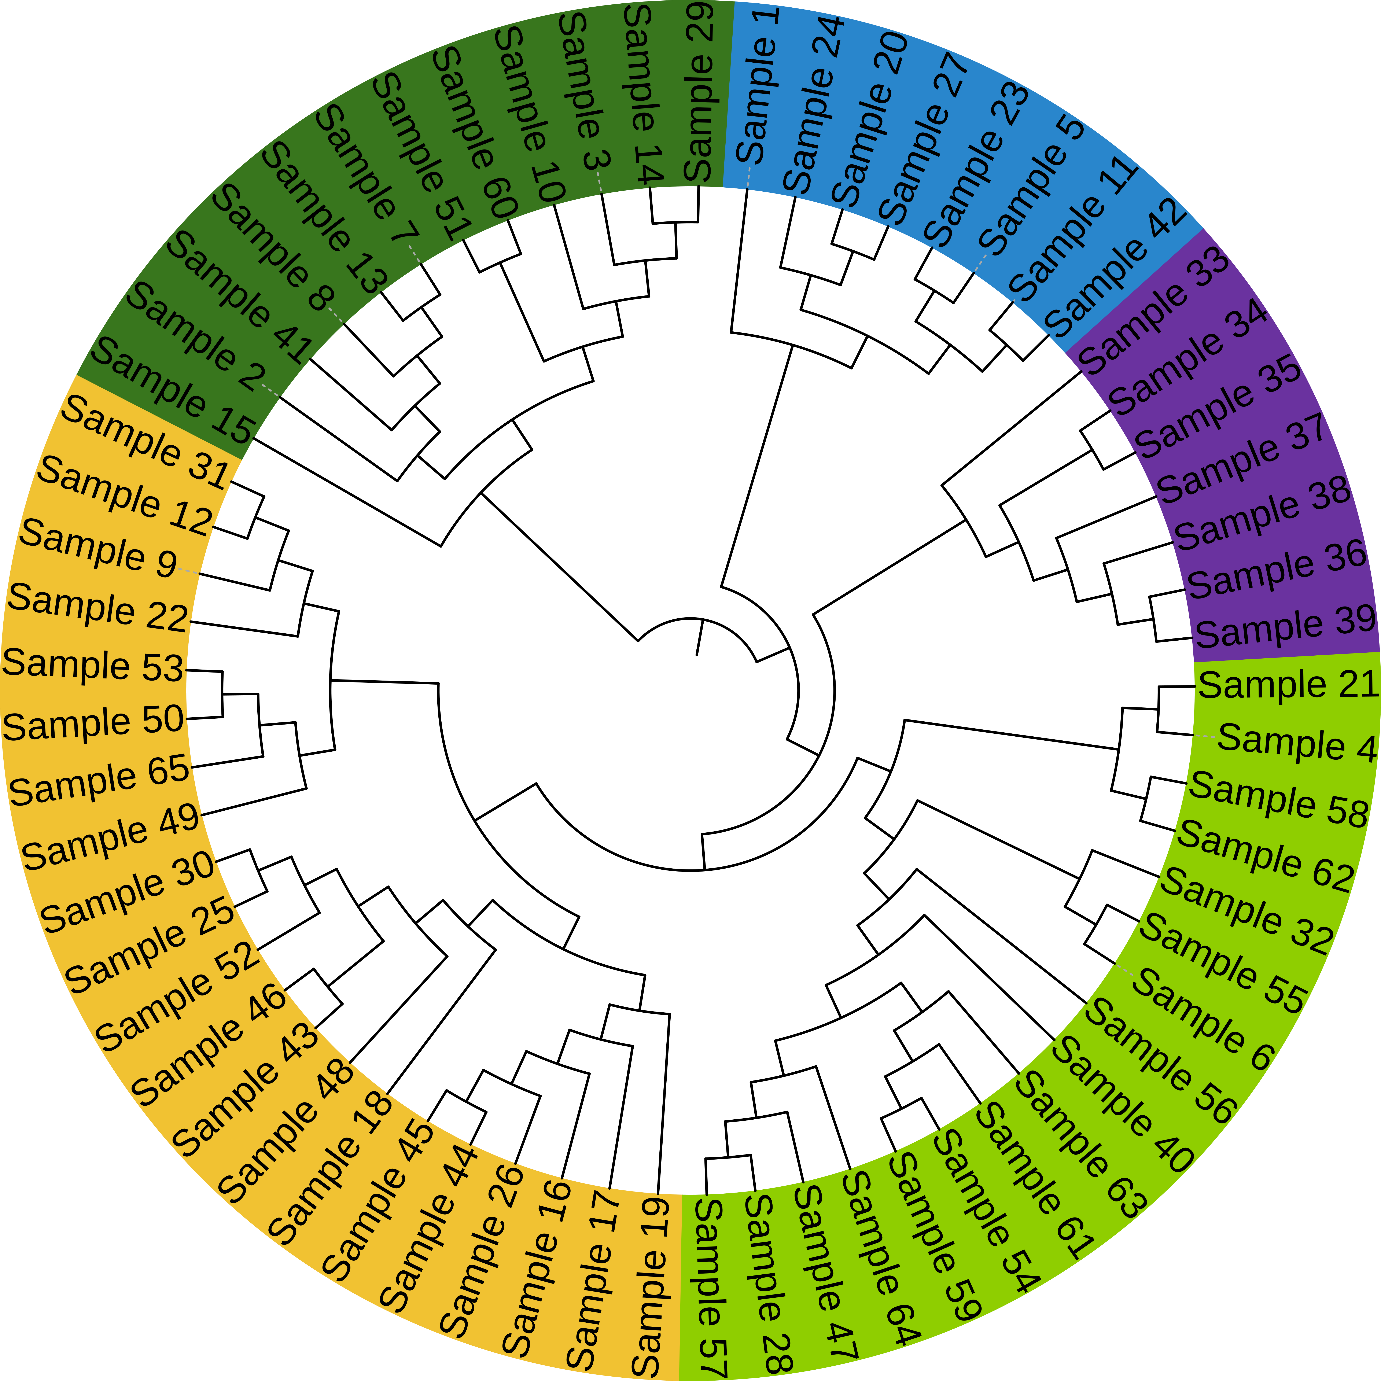 Sample 1
Sample 24
Sample 20
Sample 27
Sample 23
Sample 5
Sample 11
Sample 42
Sample 33
Sample 34
Sample 35
Sample 37
Sample 38
Sample 36
Sample 39
Sample 21
Sample 4
Sample 58
Sample 62
Sample 32
Sample 55
Sample 6
Sample 56
Sample 40
Sample 63
Sample 61
Sample 54
Sample 59
Sample 64
Sample 47
Sample 28
Sample 57
Sample 19
Sample 17
Sample 16
Sample 26
Sample 44
Sample 45
Sample 18
Sample 48
Sample 43
Sample 46
Sample 52
Sample 25
Sample 30
Sample 49
Sample 65
Sample 50
Sample 53
Sample 22
Sample 9
Sample 12
Sample 31
Sample 15
Sample 2
Sample 41
Sample 8
Sample 13
Sample 7
Sample 51
Sample 60
Sample 10
Sample 3
Sample 14
Sample 29